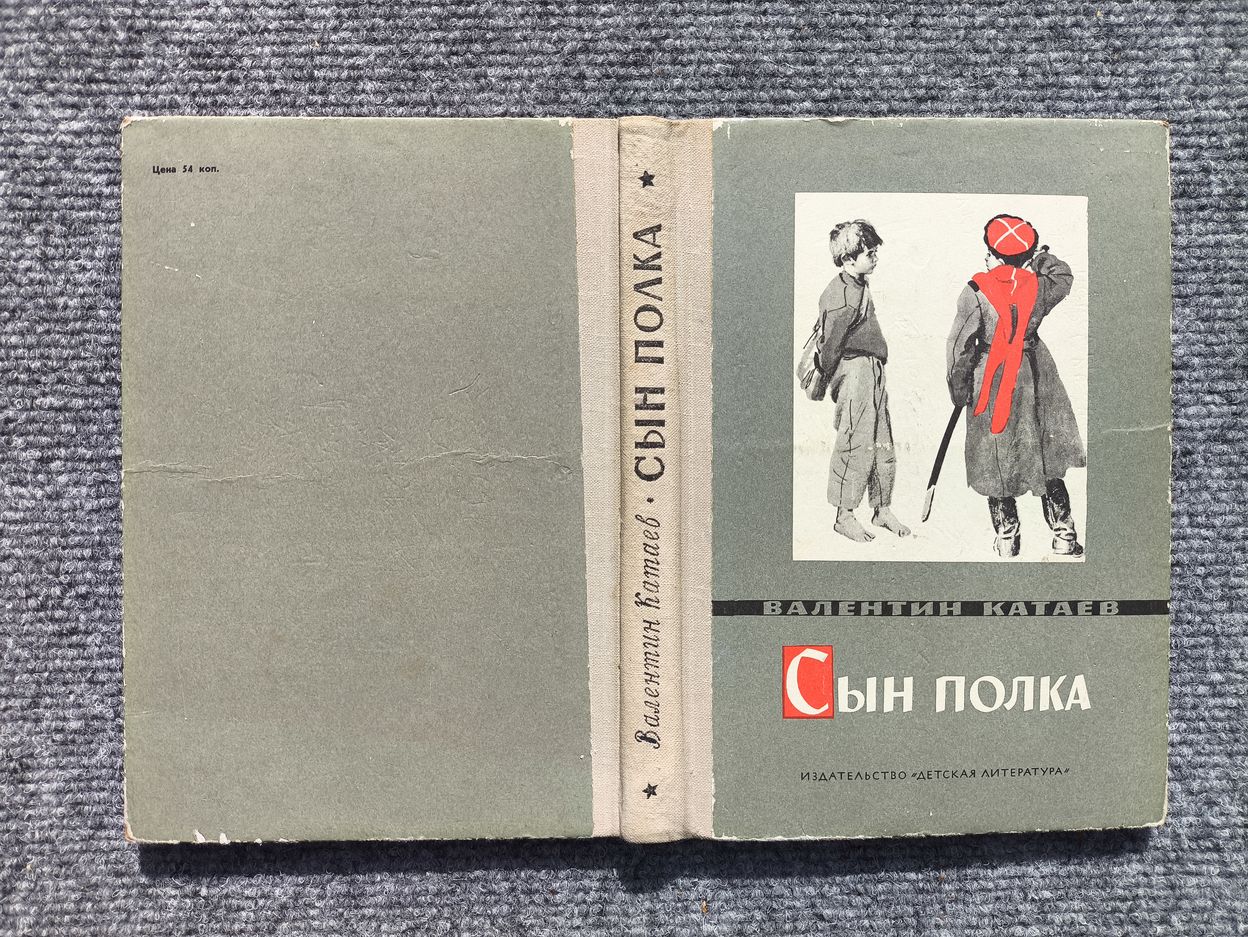 Цена 54 коп.
Валентин Катаев · СЫН ПОЛКА
ВАЛЕНТИН КАТАЕВ
СЫН ПОЛКА
ИЗДАТЕЛЬСТВО "ДЕТСКАЯ ЛИТЕРАТУРА"